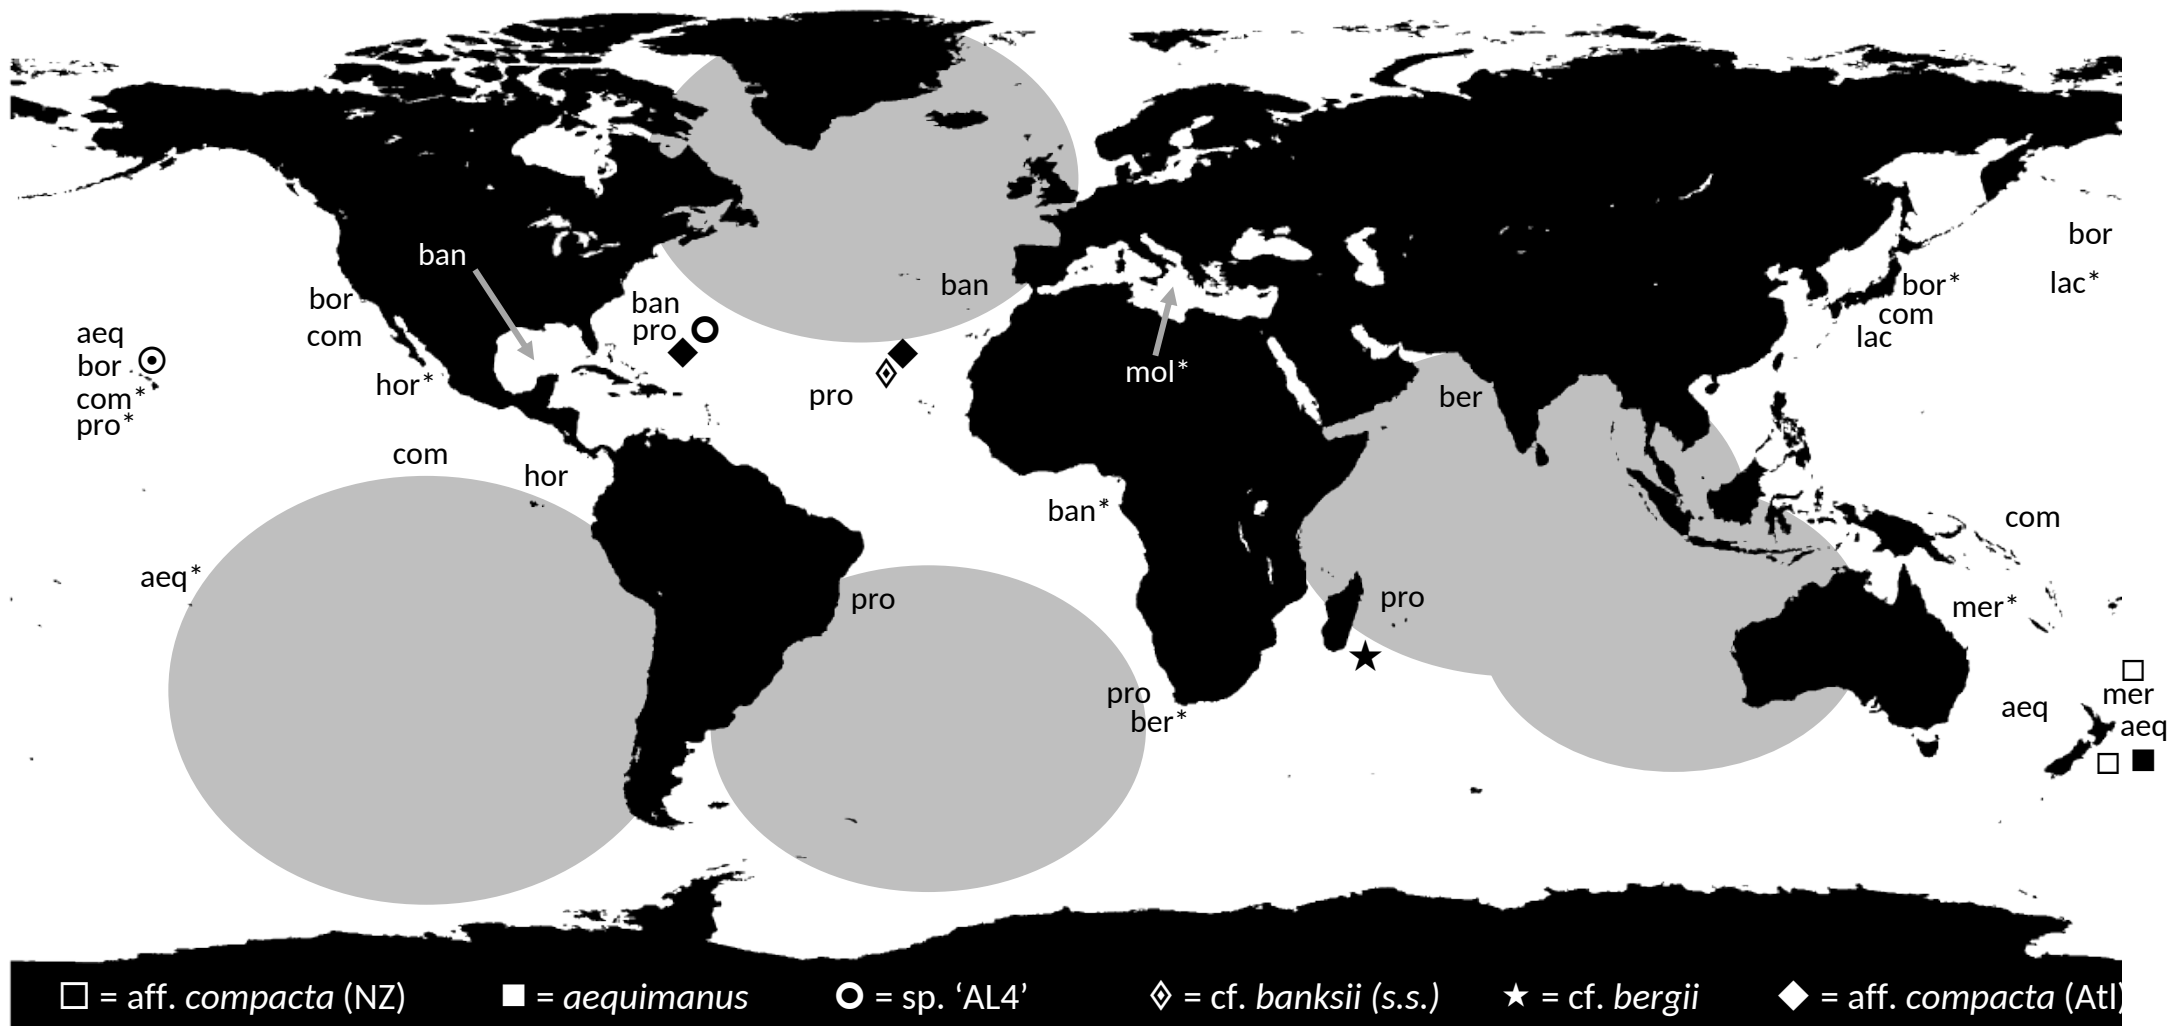 ban
bor
com
aeq
bor
com*
pro*
hor*
com
hor
aeq*
ban
pro
ban
pro
mol*
ban*
pro
pro
ber*
ber
pro
bor
bor*
lac*
com
lac
com
mer*
mer
aeq
aeq
= aff. compacta (NZ)
= aequimanus
= sp. ‘AL4’
= cf. banksii (s.s.)
= cf. bergii
= aff. compacta (Atl)